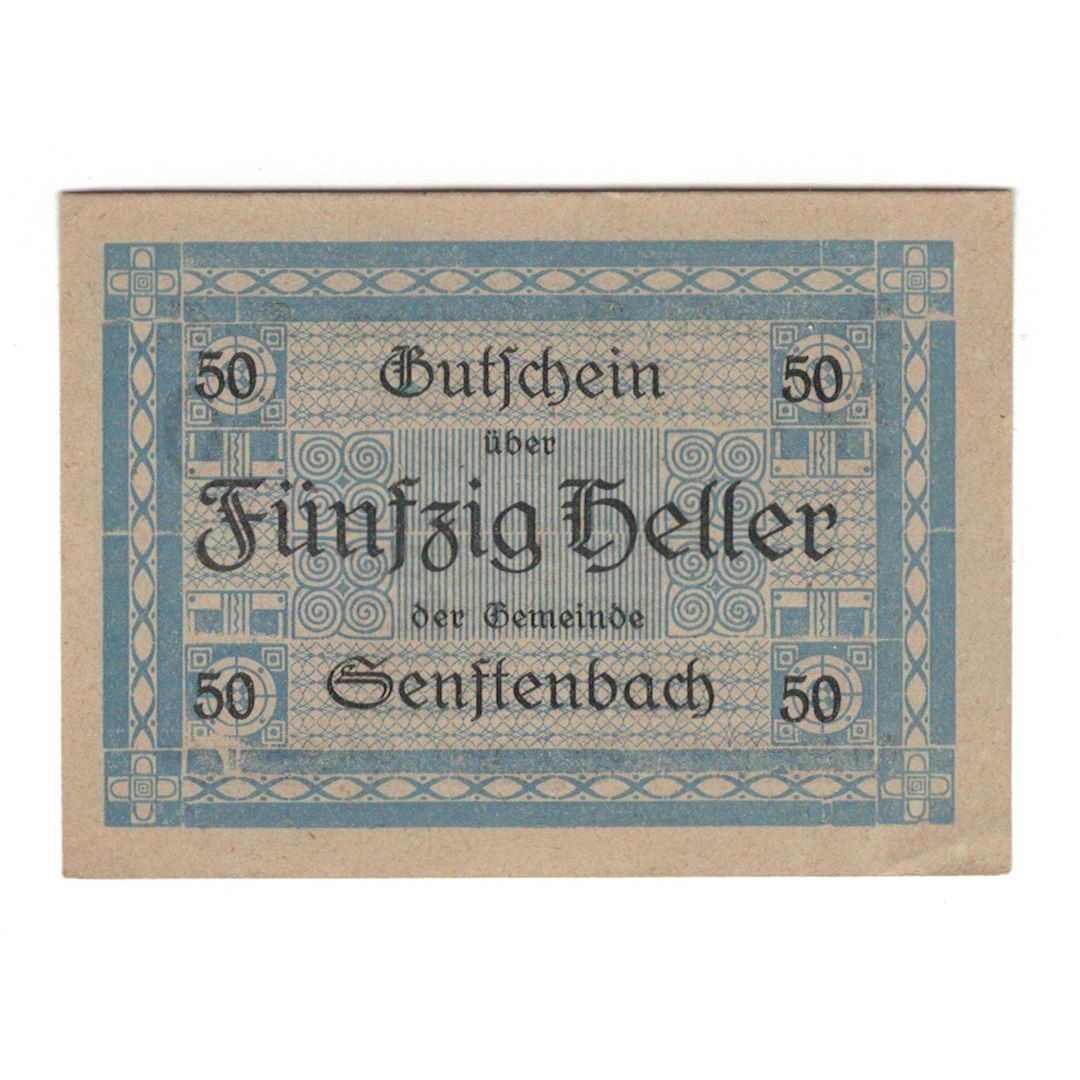 50 Gutschein 50
über
Fünfzig Heller
der Gemeinde
50 Senftenbach 50